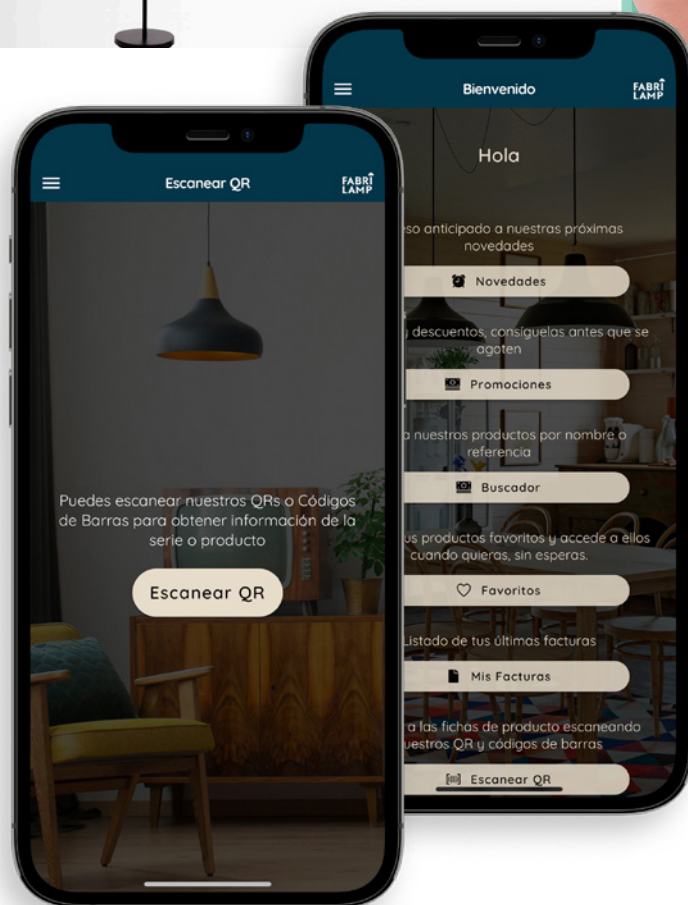 Escanear QR
FABRÎ
LAMP
Puedes escanear nuestros QRs o Códigos
de Barras para obtener información de la
serie o producto
Escanear QR
Bienvenido
FABRÎ
LAMP
Hola
anticipado a nuestras próximas
novedades
Novedades
y descuentos, consíguelas antes que se
agoten
Promociones
a nuestros productos por nombre o
referencia
Buscador
productos favoritos y accede a ellos
cuando quieras, sin esperas.
Favoritos
Listado de tus últimas facturas
Mis Facturas
a las fichas de producto escaneando
QR y códigos de barras
Escanear QR